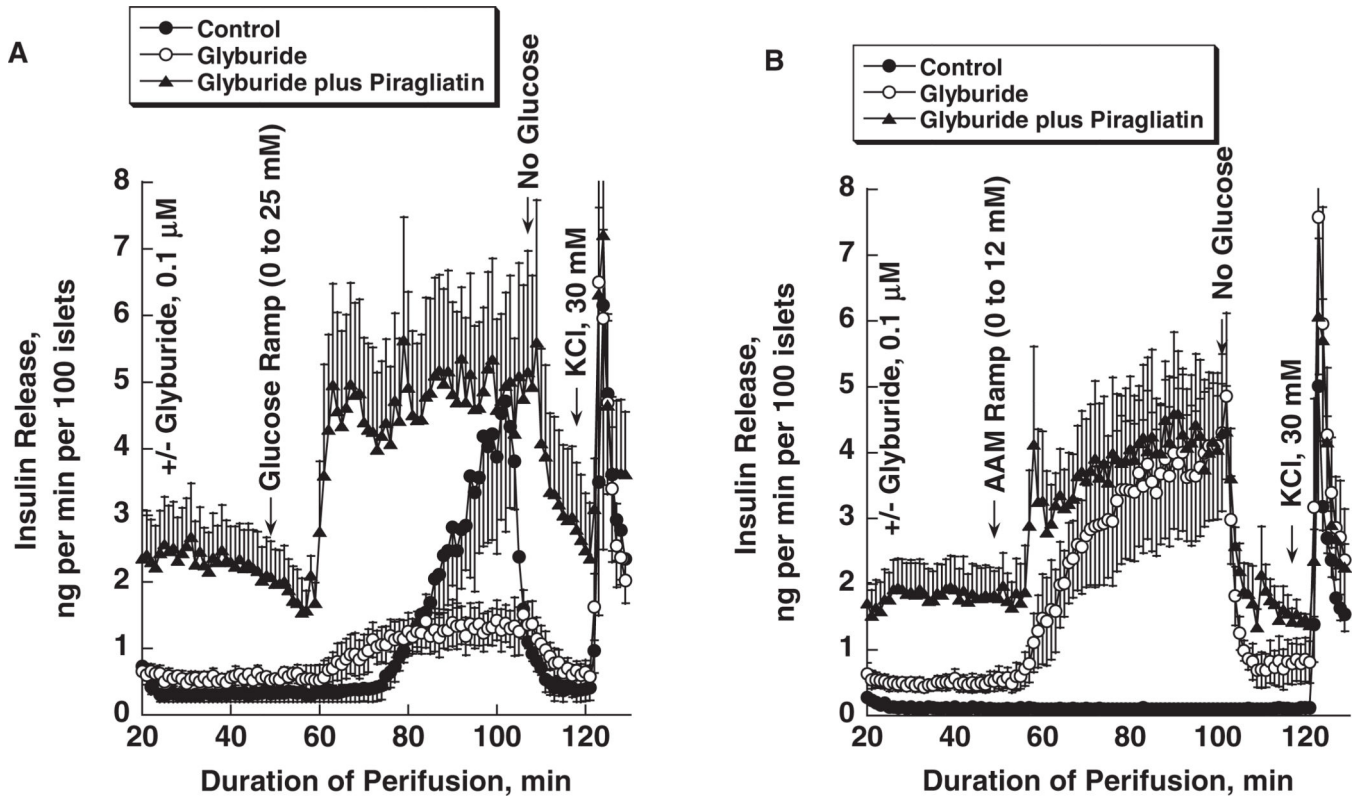 A
Control
Glyburide
Glyburide plus Piragliatin
+/- Glyburide, 0.1 µM
Glucose Ramp (0 to 25 mM)
No Glucose
KCl, 30 mM
Insulin Release,
ng per min per 100 islets
8
7
6
5
4
3
2
1
0
20
40
60
80
100
120
Duration of Perifusion, min
B
Control
Glyburide
Glyburide plus Piragliatin
+/- Glyburide, 0.1 µM
AAM Ramp (0 to 12 mM)
No Glucose
KCl, 30 mM
Insulin Release,
ng per min per 100 islets
8
7
6
5
4
3
2
1
0
20
40
60
80
100
120
Duration of Perifusion, min